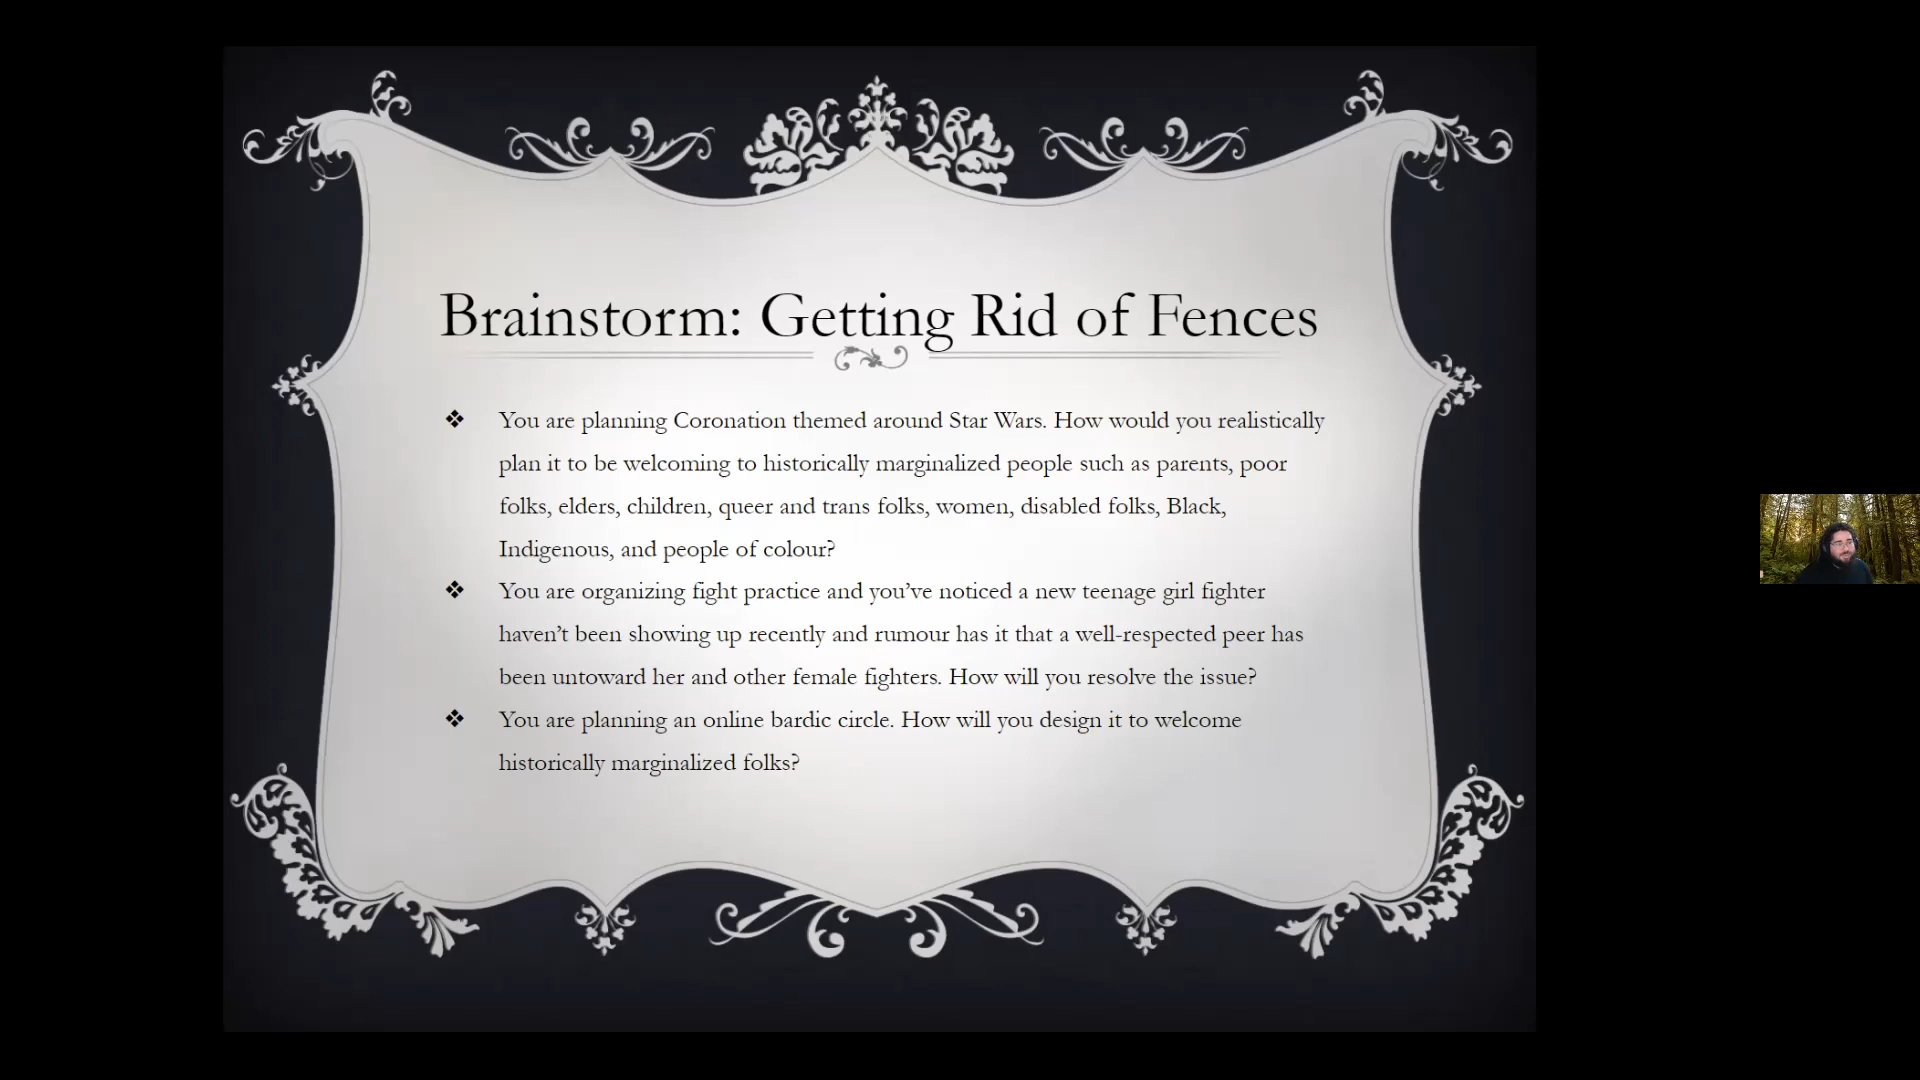 Brainstorm: Getting Rid of Fences
❖ You are planning Coronation themed around Star Wars. How would you realistically
plan it to be welcoming to historically marginalized people such as parents, poor
folks, elders, children, queer and trans folks, women, disabled folks, Black,
Indigenous, and people of colour?
❖ You are organizing fight practice and you’ve noticed a new teenage girl fighter
haven’t been showing up recently and rumour has it that a well-respected peer has
been untoward her and other female fighters. How will you resolve the issue?
❖ You are planning an online bardic circle. How will you design it to welcome
historically marginalized folks?